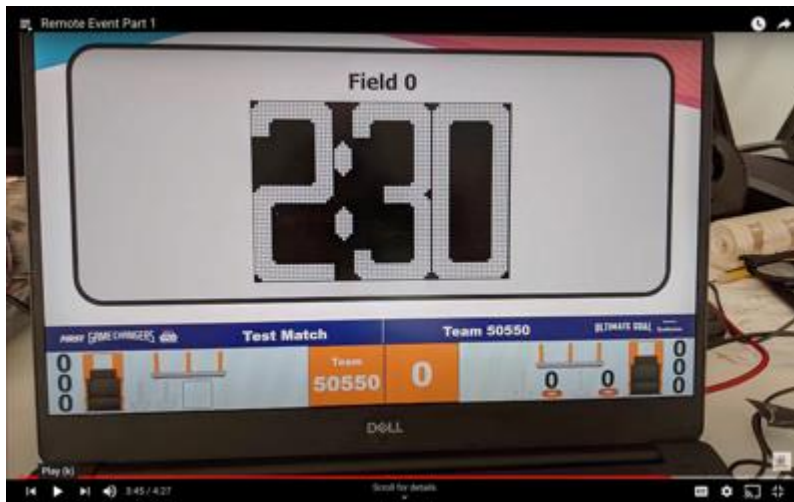 Remote Event Part 1
Field 0
2:30
FIRST GAME CHANGERS
Test Match
Team 50550
ULTIMATE GOAL
0
0
0
Team
50550
0
0
0
0
0
0
DELL
Play (k)
3:45 / 4:27
Scroll for details